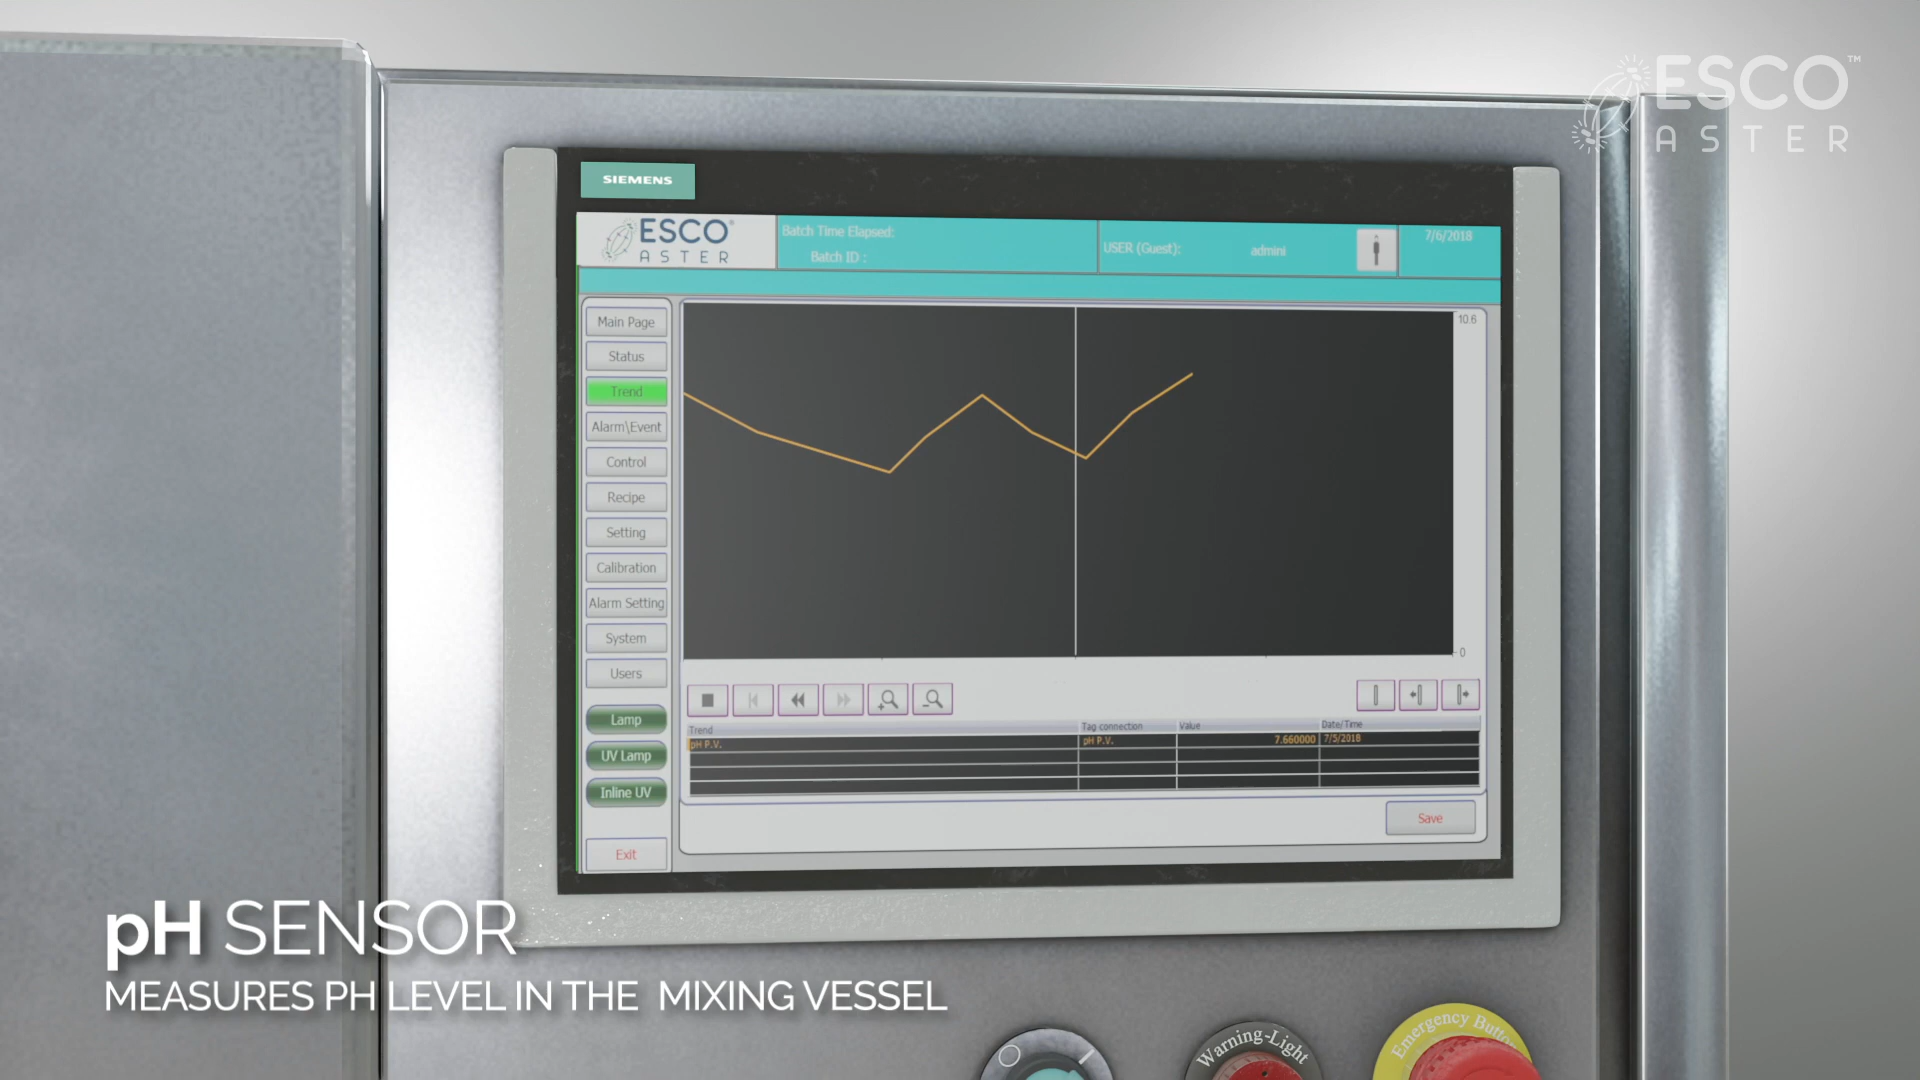 ESCO™
ASTER
SIEMENS
ESCO®
ASTER
Batch Time Elapsed:
Batch ID :
USER (Guest):
admini
7/6/2018
Main Page
Status
Trend
Alarm\Event
Control
Recipe
Setting
Calibration
Alarm Setting
System
Users
Lamp
UV Lamp
Inline UV
Exit
10.6
0
Trend Tag connection Value Date/Time
pH P.V. pH P.V. 7.660000 7/5/2018
Save
pH SENSOR
MEASURES PH LEVEL IN THE MIXING VESSEL
Warning-Light
Emergency Button